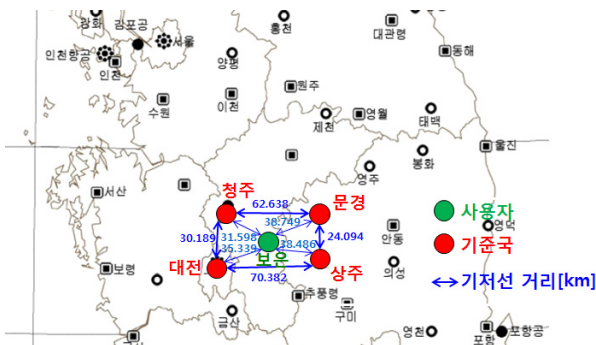 강화
김포공
서울
홍천
대관령
인천항공
인천
양평
동해
수원
이천
원주
제천
영월
태백
울진
봉화
영주
서산
청주
62.638
문경
38.749
사용자
30.189
31.598
24.094
영덕
35.339
38.486
기준국
보은
안동
대전
70.382
상주
의성
보령
기저선 거리[km]
추풍령
구미
금산
영천
포항
포항공